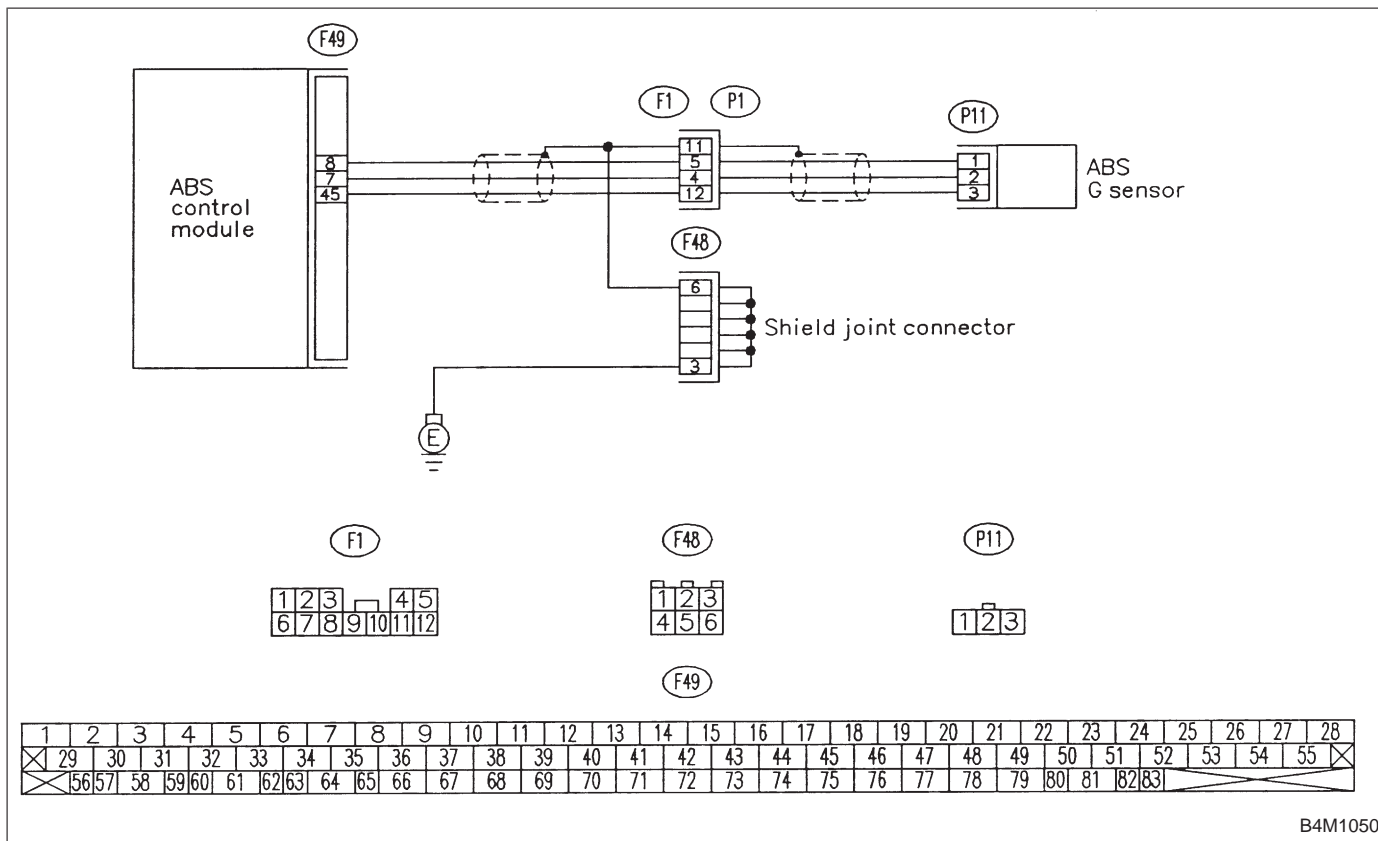 F49
F1 P1
P11
8
7
45
ABS
control
module
11
5
4
12
1
2
3
ABS
G sensor
F48
6
3
Shield joint connector
E
F1 F48 P11
1 2 3 4 5
6 7 8 9 10 11 12
1 2 3
4 5 6
1 2 3
F49
1 2 3 4 5 6 7 8 9 10 11 12 13 14 15 16 17 18 19 20 21 22 23 24 25 26 27 28
29 30 31 32 33 34 35 36 37 38 39 40 41 42 43 44 45 46 47 48 49 50 51 52 53 54 55
56 57 58 59 60 61 62 63 64 65 66 67 68 69 70 71 72 73 74 75 76 77 78 79 80 81 82 83
B4M1050